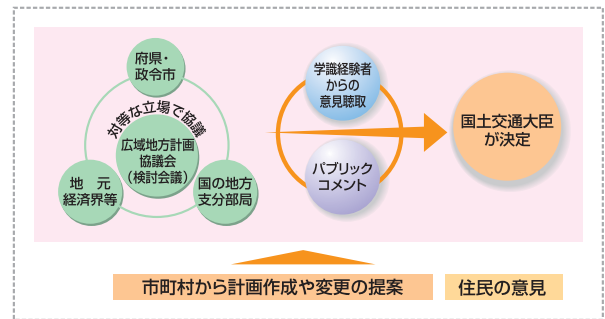 府県・
政令市
対等な立場で協議
広域地方計画
協議会
（検討会議）
地　元
経済界等
国の地方
支分部局
学識経験者
からの
意見聴取
パブリック
コメント
国土交通大臣
が決定
市町村から計画作成や変更の提案
住民の意見